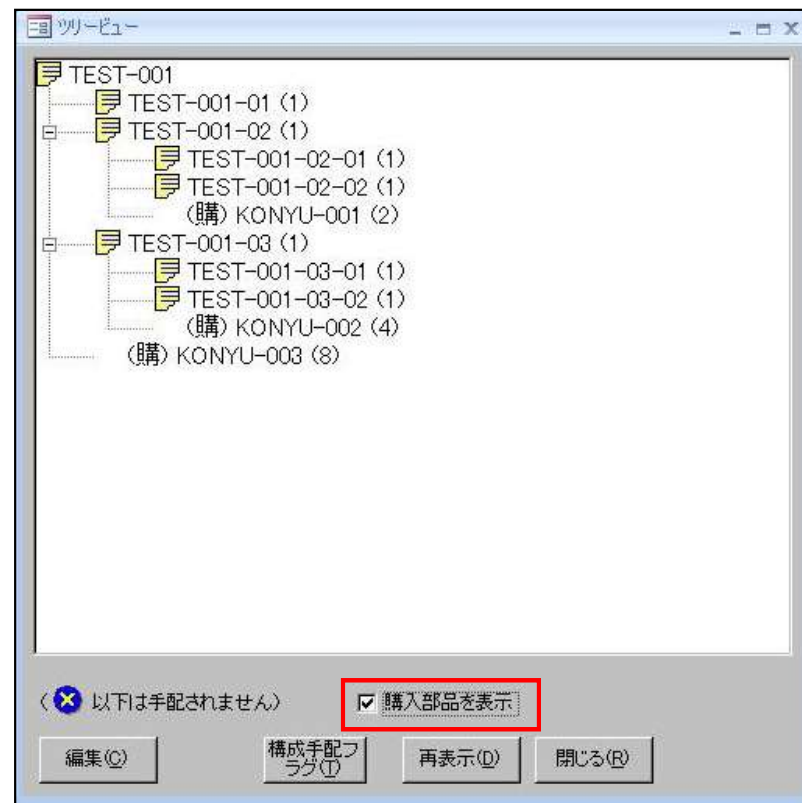 ツリービュー
TEST-001
TEST-001-01 (1)
TEST-001-02 (1)
TEST-001-02-01 (1)
TEST-001-02-02 (1)
(購) KONYU-001 (2)
TEST-001-03 (1)
TEST-001-03-01 (1)
TEST-001-03-02 (1)
(購) KONYU-002 (4)
(購) KONYU-003 (8)
( 以下は手配されません)
購入部品を表示
編集(C)
構成手配フ
ラグ(T)
再表示(D)
閉じる(R)